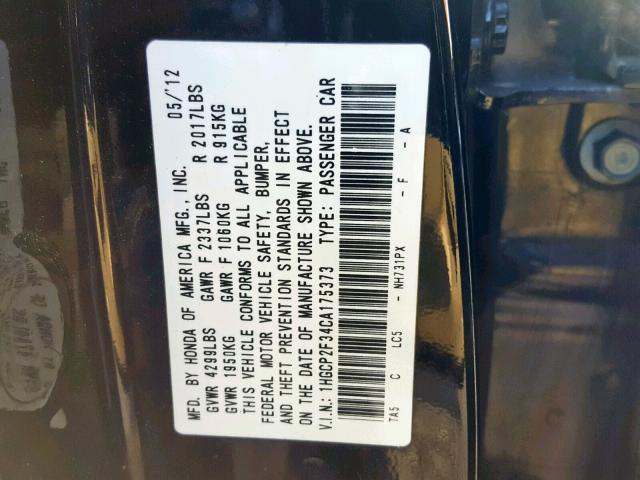 MFD. BY HONDA OF AMERICA MFG., INC. 05/'12
GVWR 4299LBS GAWR F 2337LBS R 2017LBS
GVWR 1950KG GAWR F 1060KG R 915KG
THIS VEHICLE CONFORMS TO ALL APPLICABLE
FEDERAL MOTOR VEHICLE SAFETY, BUMPER,
AND THEFT PREVENTION STANDARDS IN EFFECT
ON THE DATE OF MANUFACTURE SHOWN ABOVE.
V.I.N.: 1HGCP2F34CA175373 TYPE: PASSENGER CAR
TA5 C LC5 - NH731PX - F - A